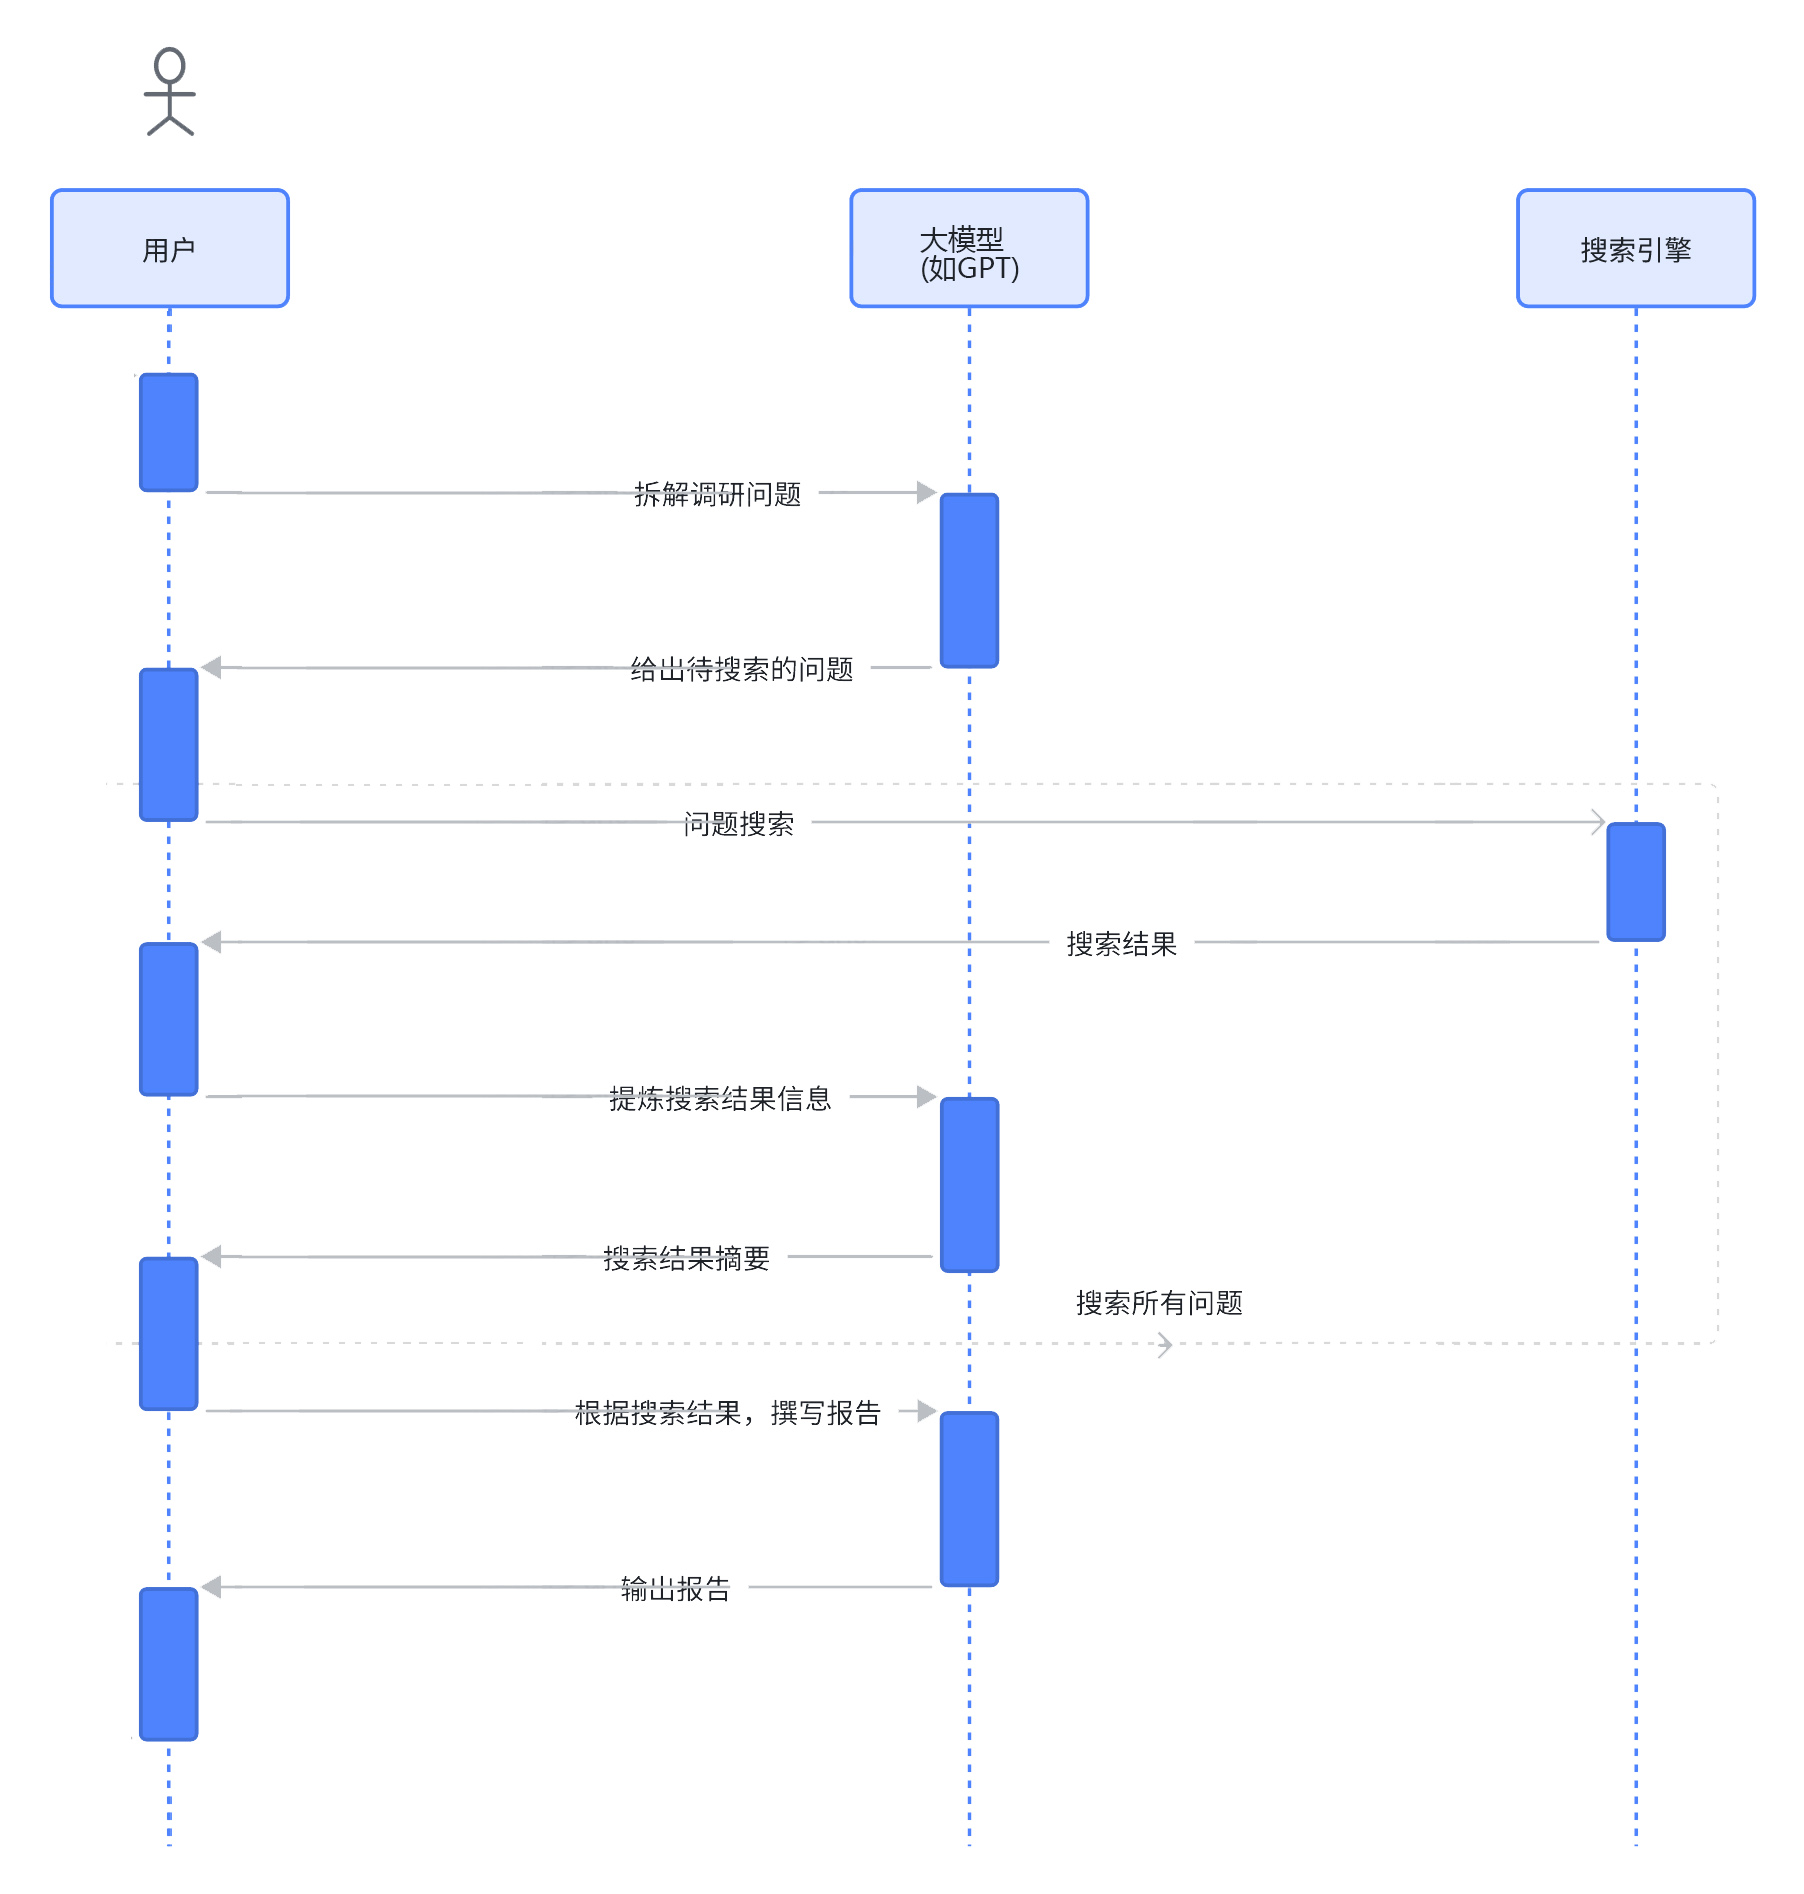 用户
大模型
(如GPT)
搜索引擎
拆解调研问题
给出待搜索的问题
问题搜索
搜索结果
提炼搜索结果信息
搜索结果摘要
搜索所有问题
根据搜索结果，撰写报告
输出报告